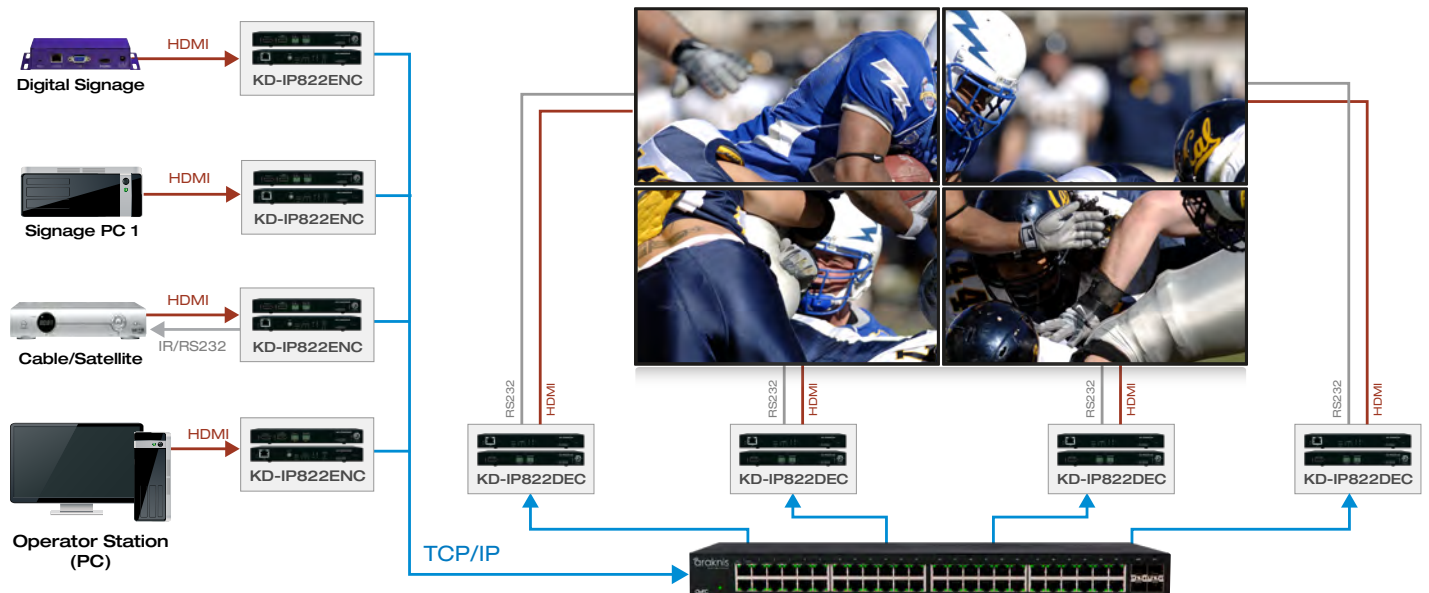 HDMI
Digital Signage
KD-IP822ENC
HDMI
Signage PC 1
KD-IP822ENC
HDMI
IR/RS232
Cable/Satellite
KD-IP822ENC
HDMI
Operator Station
(PC)
KD-IP822ENC
TCP/IP
Cal
RS232
HDMI
KD-IP822DEC
RS232
HDMI
KD-IP822DEC
RS232
HDMI
KD-IP822DEC
RS232
HDMI
KD-IP822DEC
araknis